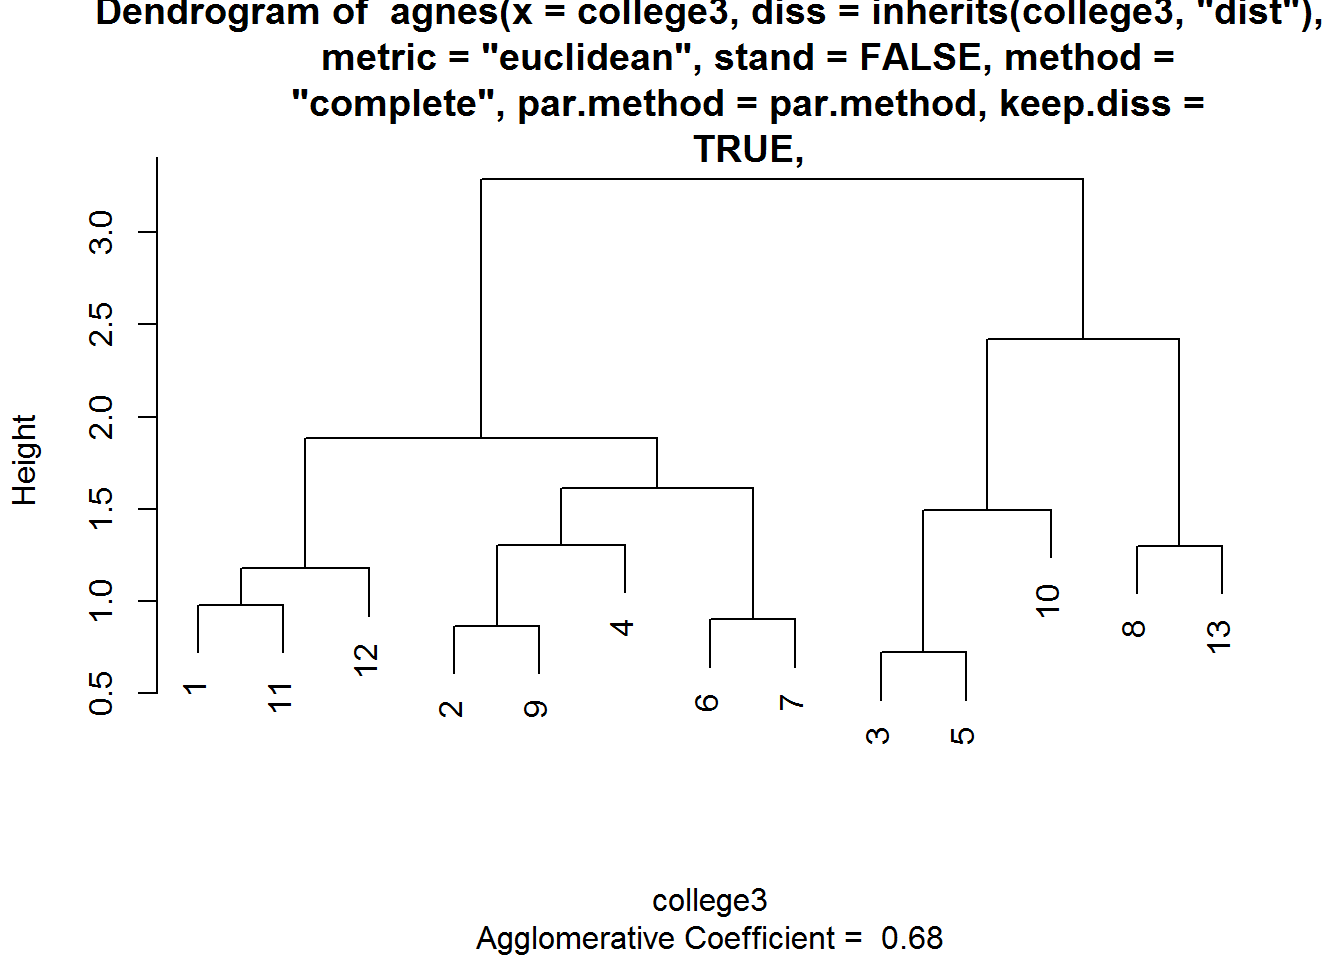 Dendrogram of  agnes(x = college3, diss = inherits(college3, "dist"),
metric = "euclidean", stand = FALSE, method =
"complete", par.method = par.method, keep.diss =
TRUE,
Height
3.0
2.5
2.0
1.5
1.0
0.5
1
11
12
2
9
4
6
7
3
5
10
8
13
college3
Agglomerative Coefficient =  0.68